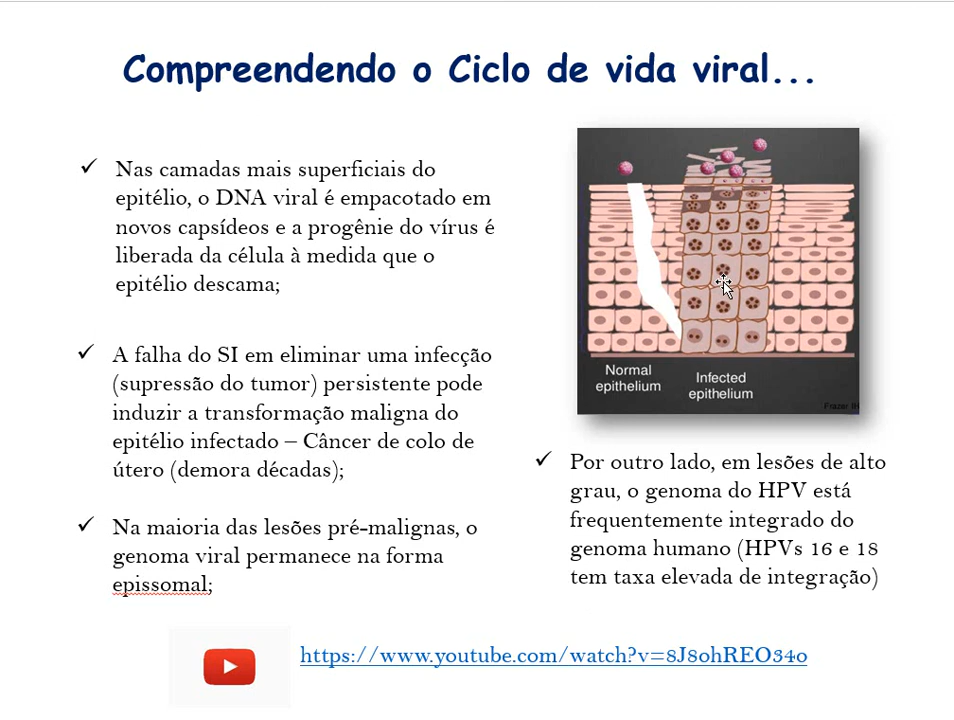 Compreendendo o Ciclo de vida viral...
✓ Nas camadas mais superficiais do
epitélio, o DNA viral é empacotado em
novos capsídeos e a progênie do vírus é
liberada da célula à medida que o
epitélio descama;
✓ A falha do SI em eliminar uma infecção
(supressão do tumor) persistente pode
induzir a transformação maligna do
epitélio infectado – Câncer de colo de
útero (demora décadas);
✓ Na maioria das lesões pré-malignas, o
genoma viral permanece na forma
epissomal;
Normal
epithelium
Infected
epithelium
Frazer IH
✓ Por outro lado, em lesões de alto
grau, o genoma do HPV está
frequentemente integrado do
genoma humano (HPVs 16 e 18
tem taxa elevada de integração)
https://www.youtube.com/watch?v=8J8ohREO34o